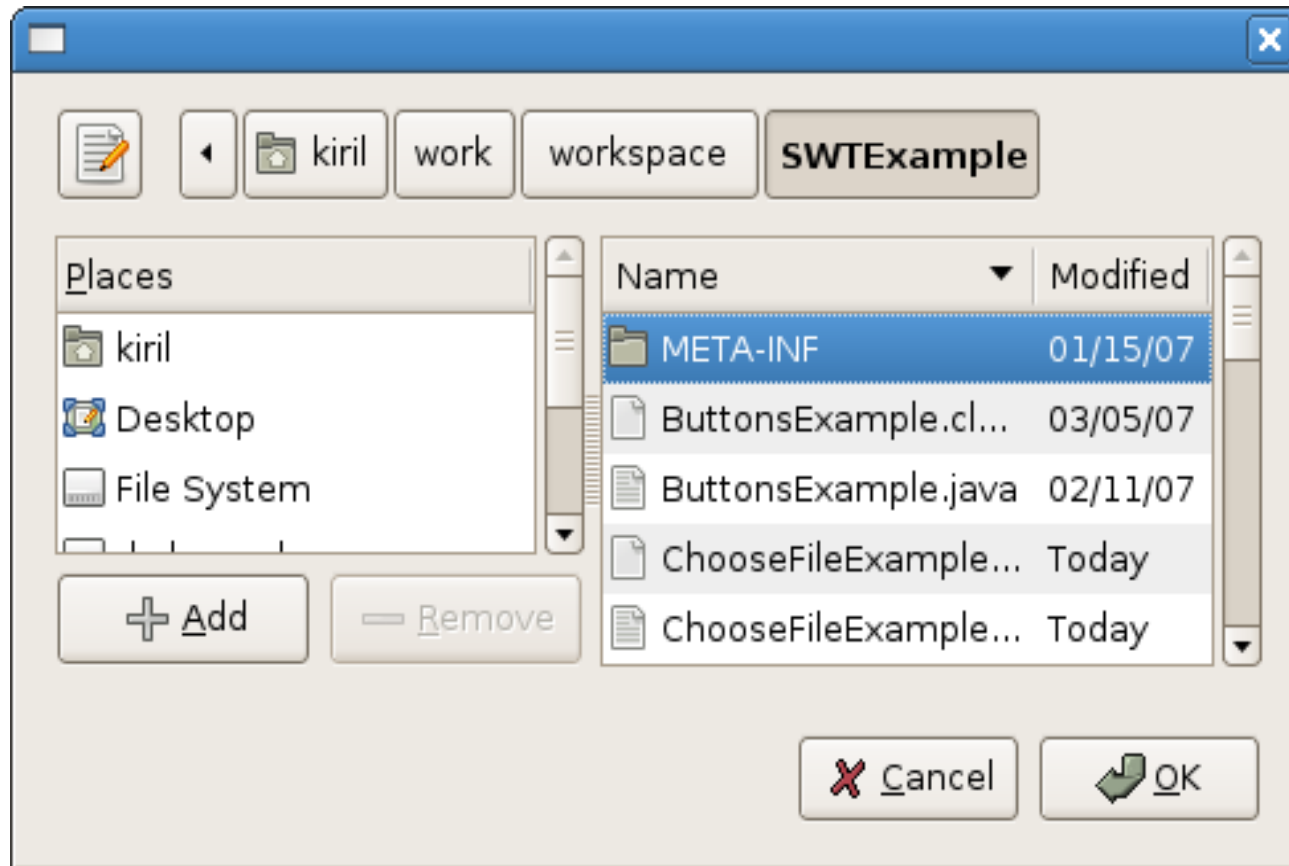 kiril work workspace SWTExample
Places
kiril
Desktop
File System
Add Remove
Name Modified
META-INF 01/15/07
ButtonsExample.cl... 03/05/07
ButtonsExample.java 02/11/07
ChooseFileExample... Today
ChooseFileExample... Today
Cancel OK